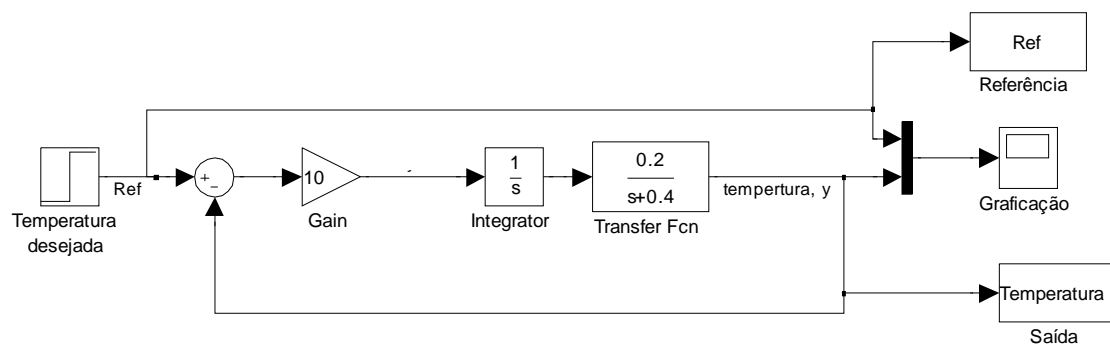 Ref
Referência
Temperatura
desejada
Ref
+
−
10
Gain
1
s
Integrator
0.2
s+0.4
Transfer Fcn
tempertura, y
Graficação
Temperatura
Saída